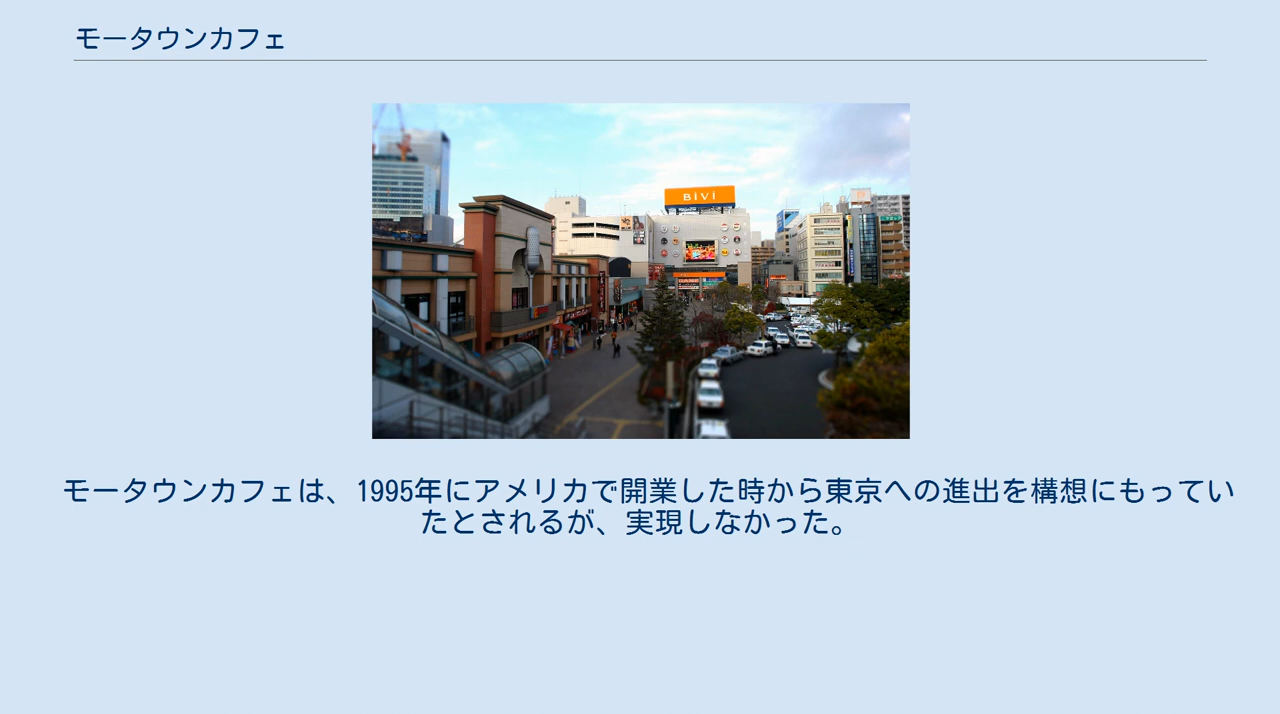 モータウンカフェ
BiVi
モータウンカフェは、1995年にアメリカで開業した時から東京への進出を構想にもってい
たとされるが、実現しなかった。